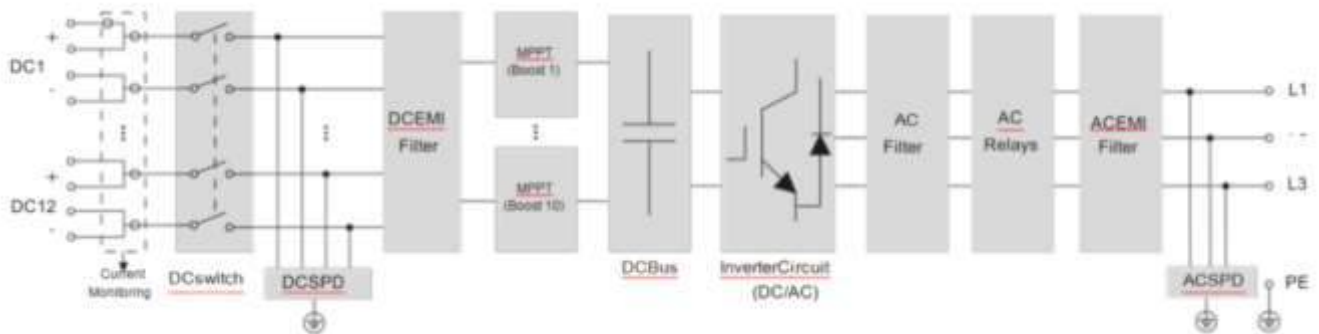 +
DC1
-
+
DC12
-
Current
Monitoring
DCswitch
DCSPD
DCEMI
Filter
MPPT
(Boost 1)
MPPT
(Boost 10)
DCBus
InverterCircuit
(DC/AC)
AC
Filter
AC
Relays
ACEMI
Filter
ACSPD
L1
L3
PE